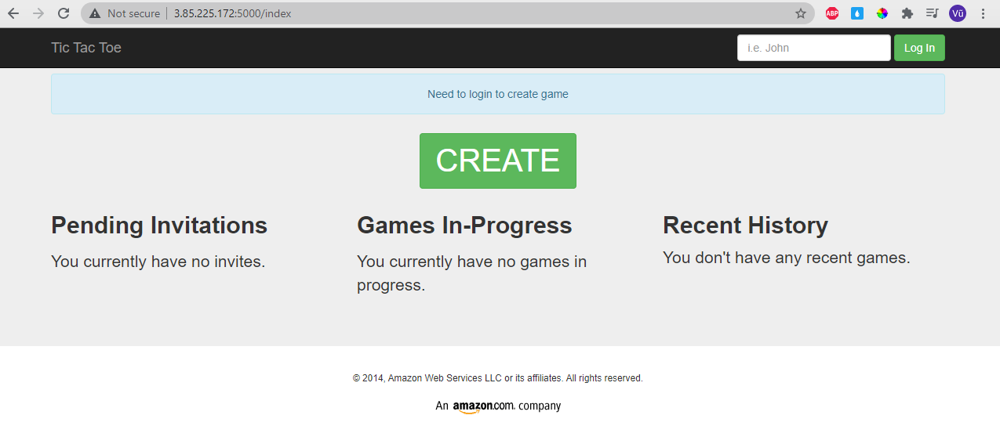 Not secure | 3.85.225.172:5000/index
ABP
Vũ
Tic Tac Toe
i.e. John
Log In
Need to login to create game
CREATE
Pending Invitations
Games In-Progress
Recent History
You currently have no invites.
You currently have no games in
progress.
You don't have any recent games.
© 2014, Amazon Web Services LLC or its affiliates. All rights reserved.
An amazon.com. company